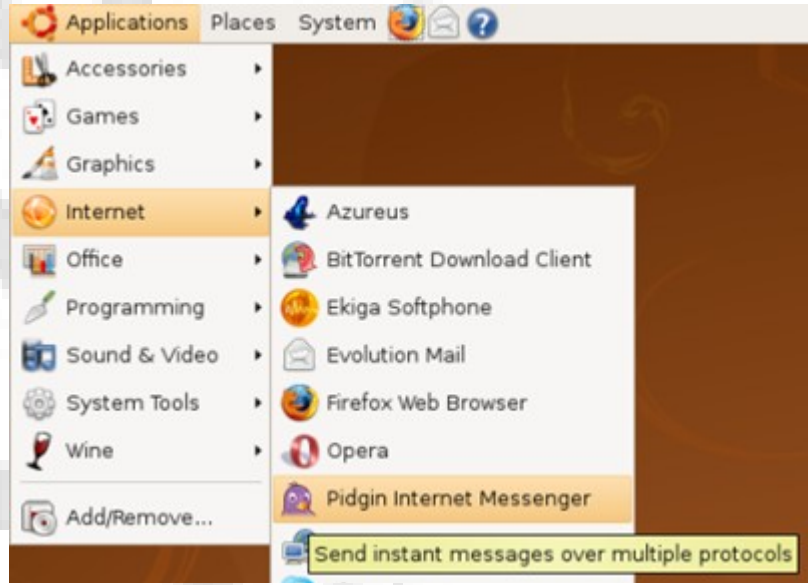 Applications Places System
Accessories
Games
Graphics
Internet
Office
Programming
Sound & Video
System Tools
Wine
Add/Remove...
Azureus
BitTorrent Download Client
Ekiga Softphone
Evolution Mail
Firefox Web Browser
Opera
Pidgin Internet Messenger
Send instant messages over multiple protocols